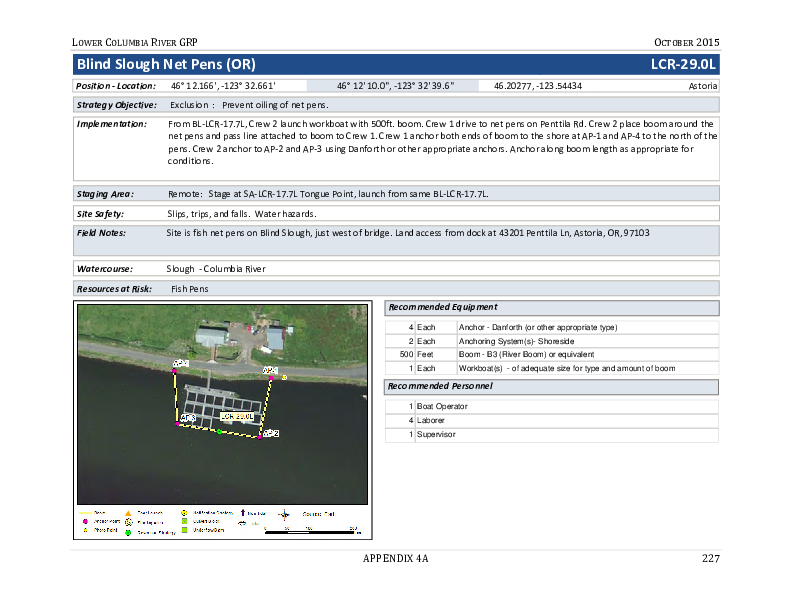 LOWER COLUMBIA RIVER GRP OCTOBER 2015
Blind Slough Net Pens (OR) LCR-29.0L
Position - Location: 46° 12.166', -123° 32.661' 46° 12' 10.0", -123° 32' 39.6" 46.20277, -123.54434 Astoria
Strategy Objective: Exclusion : Prevent oiling of net pens.
Implementation: From BL-LCR-17.7L, Crew 2 launch workboat with 500ft. boom. Crew 1 drive to net pens on Penttila Rd. Crew 2 place boom around the
net pens and pass line attached to boom to Crew 1. Crew 1 anchor both ends of boom to the shore at AP-1 and AP-4 to the north of the
pens. Crew 2 anchor to AP-2 and AP-3 using Danforth or other appropriate anchors. Anchor along boom length as appropriate for
conditions.
Staging Area: Remote: Stage at SA-LCR-17.7L Tongue Point, launch from same BL-LCR-17.7L.
Site Safety: Slips, trips, and falls. Water hazards.
Field Notes: Site is fish net pens on Blind Slough, just west of bridge. Land access from dock at 43201 Penttila Ln, Astoria, OR, 97103
Watercourse: Slough - Columbia River
Resources at Risk: Fish Pens
LCR-29.0L
AP-2
Recommended Equipment
4 Each Anchor - Danforth (or other appropriate type)
2 Each Anchoring System(s)- Shoreside
500 Feet Boom - B3 (River Boom) or equivalent
1 Each Workboat(s) - of adequate size for type and amount of boom
Recommended Personnel
1 Boat Operator
4 Laborer
1 Supervisor
APPENDIX 4A 227